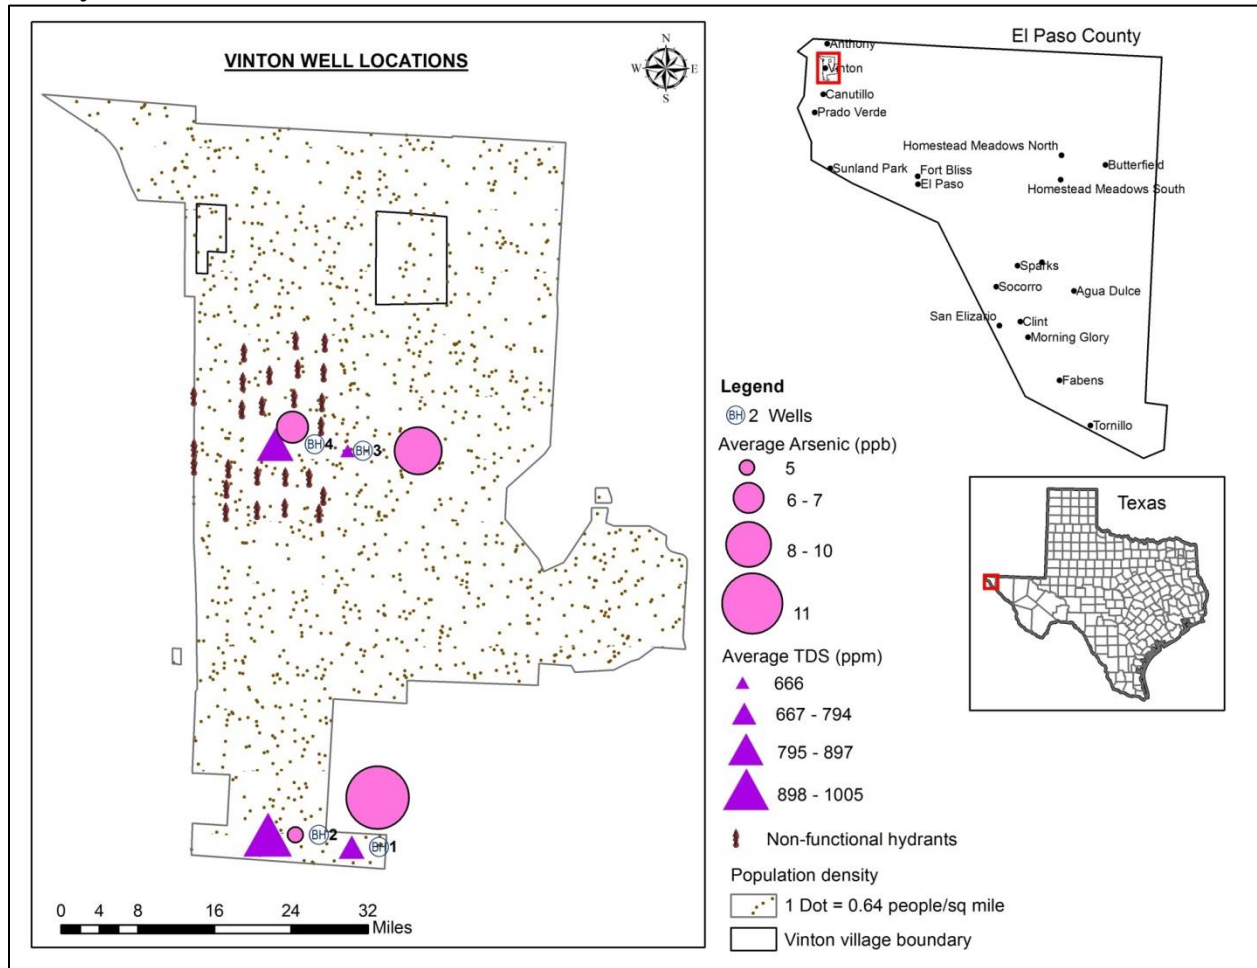 VINTON WELL LOCATIONS
N
W E
S
BH 4
BH 3
BH 2
BH 1
0 4 8 16 24 32
Miles
El Paso County
Anthony
Vinton
Canutillo
Prado Verde
Homestead Meadows North
Butterfield
Sunland Park
Fort Bliss
El Paso
Homestead Meadows South
Sparks
Socorro
Agua Dulce
San Elizario
Clint
Morning Glory
Fabens
Tornillo
Legend
BH 2 Wells
Average Arsenic (ppb)
5
6 - 7
8 - 10
11
Average TDS (ppm)
666
667 - 794
795 - 897
898 - 1005
Non-functional hydrants
Population density
1 Dot = 0.64 people/sq mile
Vinton village boundary
Texas